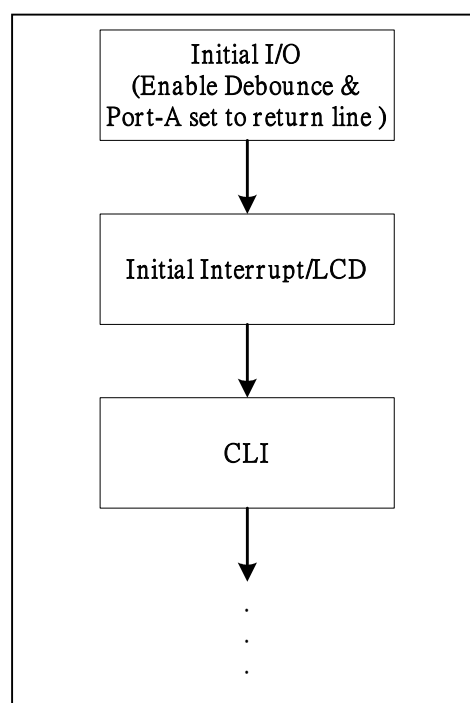 Initial I/O
(Enable Debounce &
Port-A set to return line )
Initial Interrupt/LCD
CLI
.
.
.